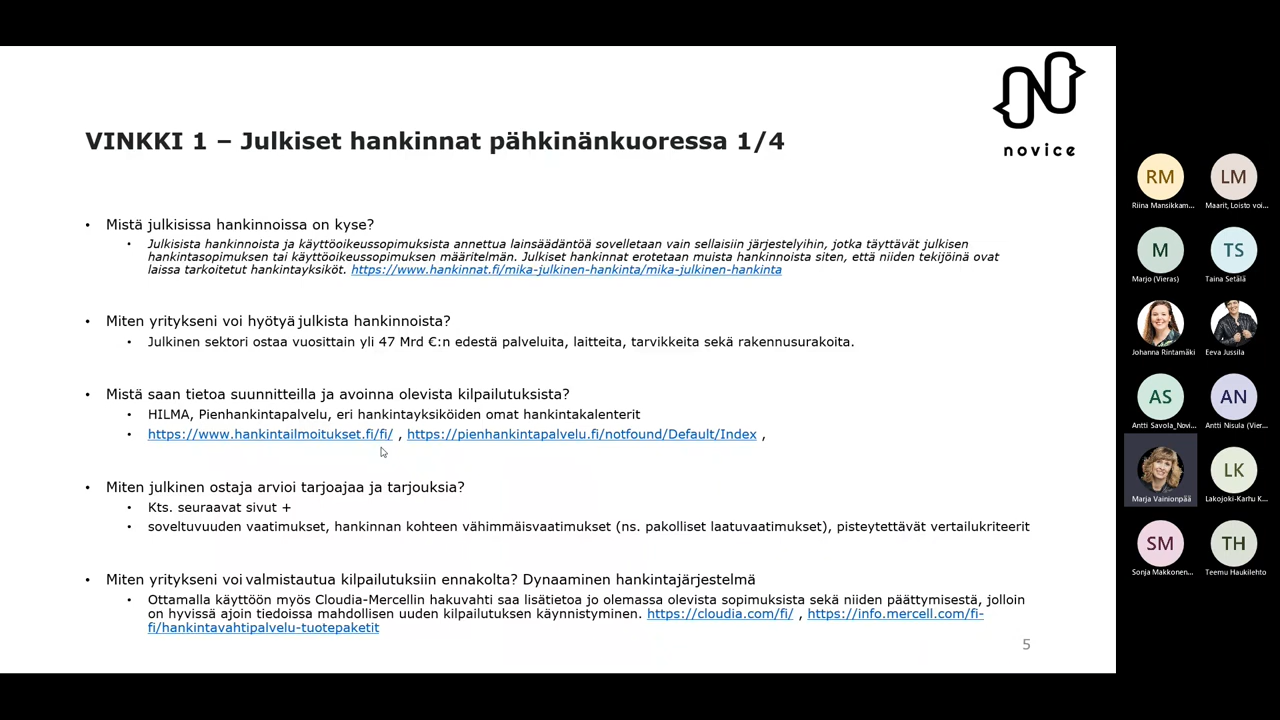 novice
VINKKI 1 – Julkiset hankinnat pähkinänkuoressa 1/4
• Mistä julkisissa hankinnoissa on kyse?
• Julkisista hankinnoista ja käyttöoikeussopimuksista annettua lainsäädäntöä sovelletaan vain sellaisiin järjestelyihin, jotka täyttävät julkisen
hankintasopimuksen tai käyttöoikeussopimuksen määritelmän. Julkiset hankinnat erotetaan muista hankinnoista siten, että niiden tekijöinä ovat
laissa tarkoitetut hankintayksiköt. https://www.hankinnat.fi/mika-julkinen-hankinta/mika-julkinen-hankinta
• Miten yritykseni voi hyötyä julkista hankinnoista?
• Julkinen sektori ostaa vuosittain yli 47 Mrd €:n edestä palveluita, laitteita, tarvikkeita sekä rakennusurakoita.
• Mistä saan tietoa suunnitteilla ja avoinna olevista kilpailutuksista?
• HILMA, Pienhankintapalvelu, eri hankintayksiköiden omat hankintakalenterit
• https://www.hankintailmoitukset.fi/fi/ , https://pienhankintapalvelu.fi/notfound/Default/Index ,
• Miten julkinen ostaja arvioi tarjoajaa ja tarjouksia?
• Kts. seuraavat sivut +
• soveltuvuuden vaatimukset, hankinnan kohteen vähimmäisvaatimukset (ns. pakolliset laatuvaatimukset), pisteytettävät vertailukriteerit
• Miten yritykseni voi valmistautua kilpailutuksiin ennakolta? Dynaaminen hankintajärjestelmä
• Ottamalla käyttöön myös Cloudia-Mercellin hakuvahti saa lisätietoa jo olemassa olevista sopimuksista sekä niiden päättymisestä, jolloin
on hyvissä ajoin tiedoissa mahdollisen uuden kilpailutuksen käynnistyminen. https://cloudia.com/fi/ , https://info.mercell.com/fi-
fi/hankintavahtipalvelu-tuotepaketit
5
RM LM
Riina Mansikkam... Maarit, Loisto voi...
M TS
Marjo (Vieras) Taina Setälä
Johanna Rintamäki Eeva Jussila
AS AN
Antti Savola_Novi... Antti Nisula (Vier...
LK
Marja Vainionpää Lakojoki-Karhu K...
SM TH
Sonja Makkonen... Teemu Haukilehto